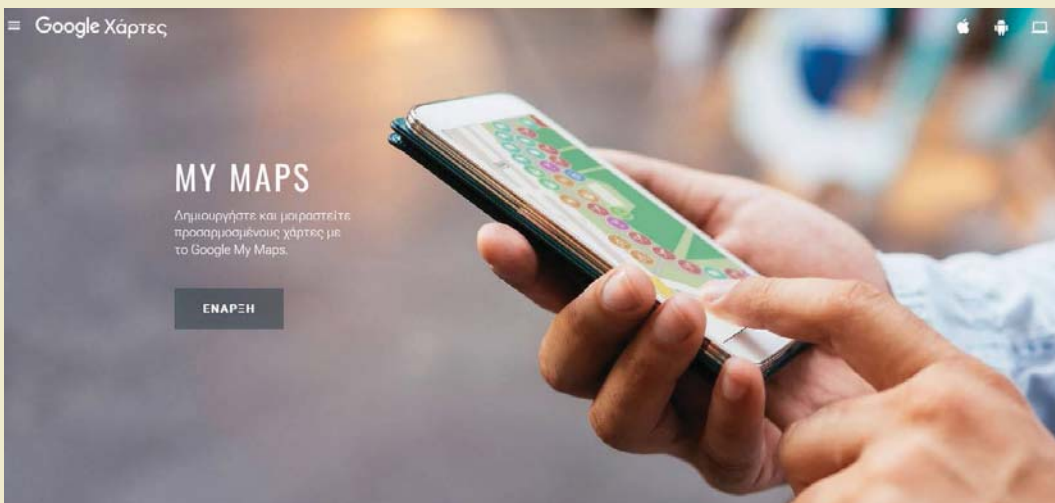 Google Χάρτες
MY MAPS
Δημιουργήστε και μοιραστείτε
προσαρμοσμένους χάρτες με
το Google My Maps.
ΕΝΑΡΞΗ